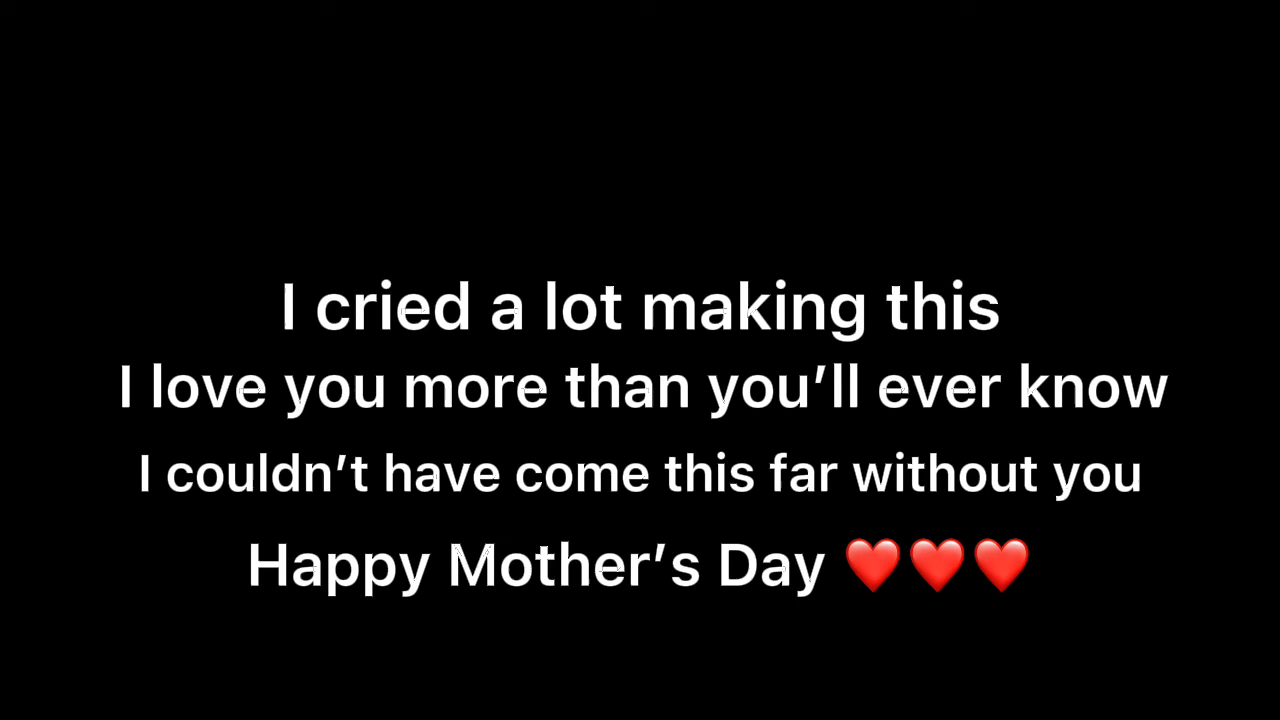 I cried a lot making this
I love you more than you’ll ever know
I couldn’t have come this far without you
Happy Mother’s Day ❤️❤️❤️